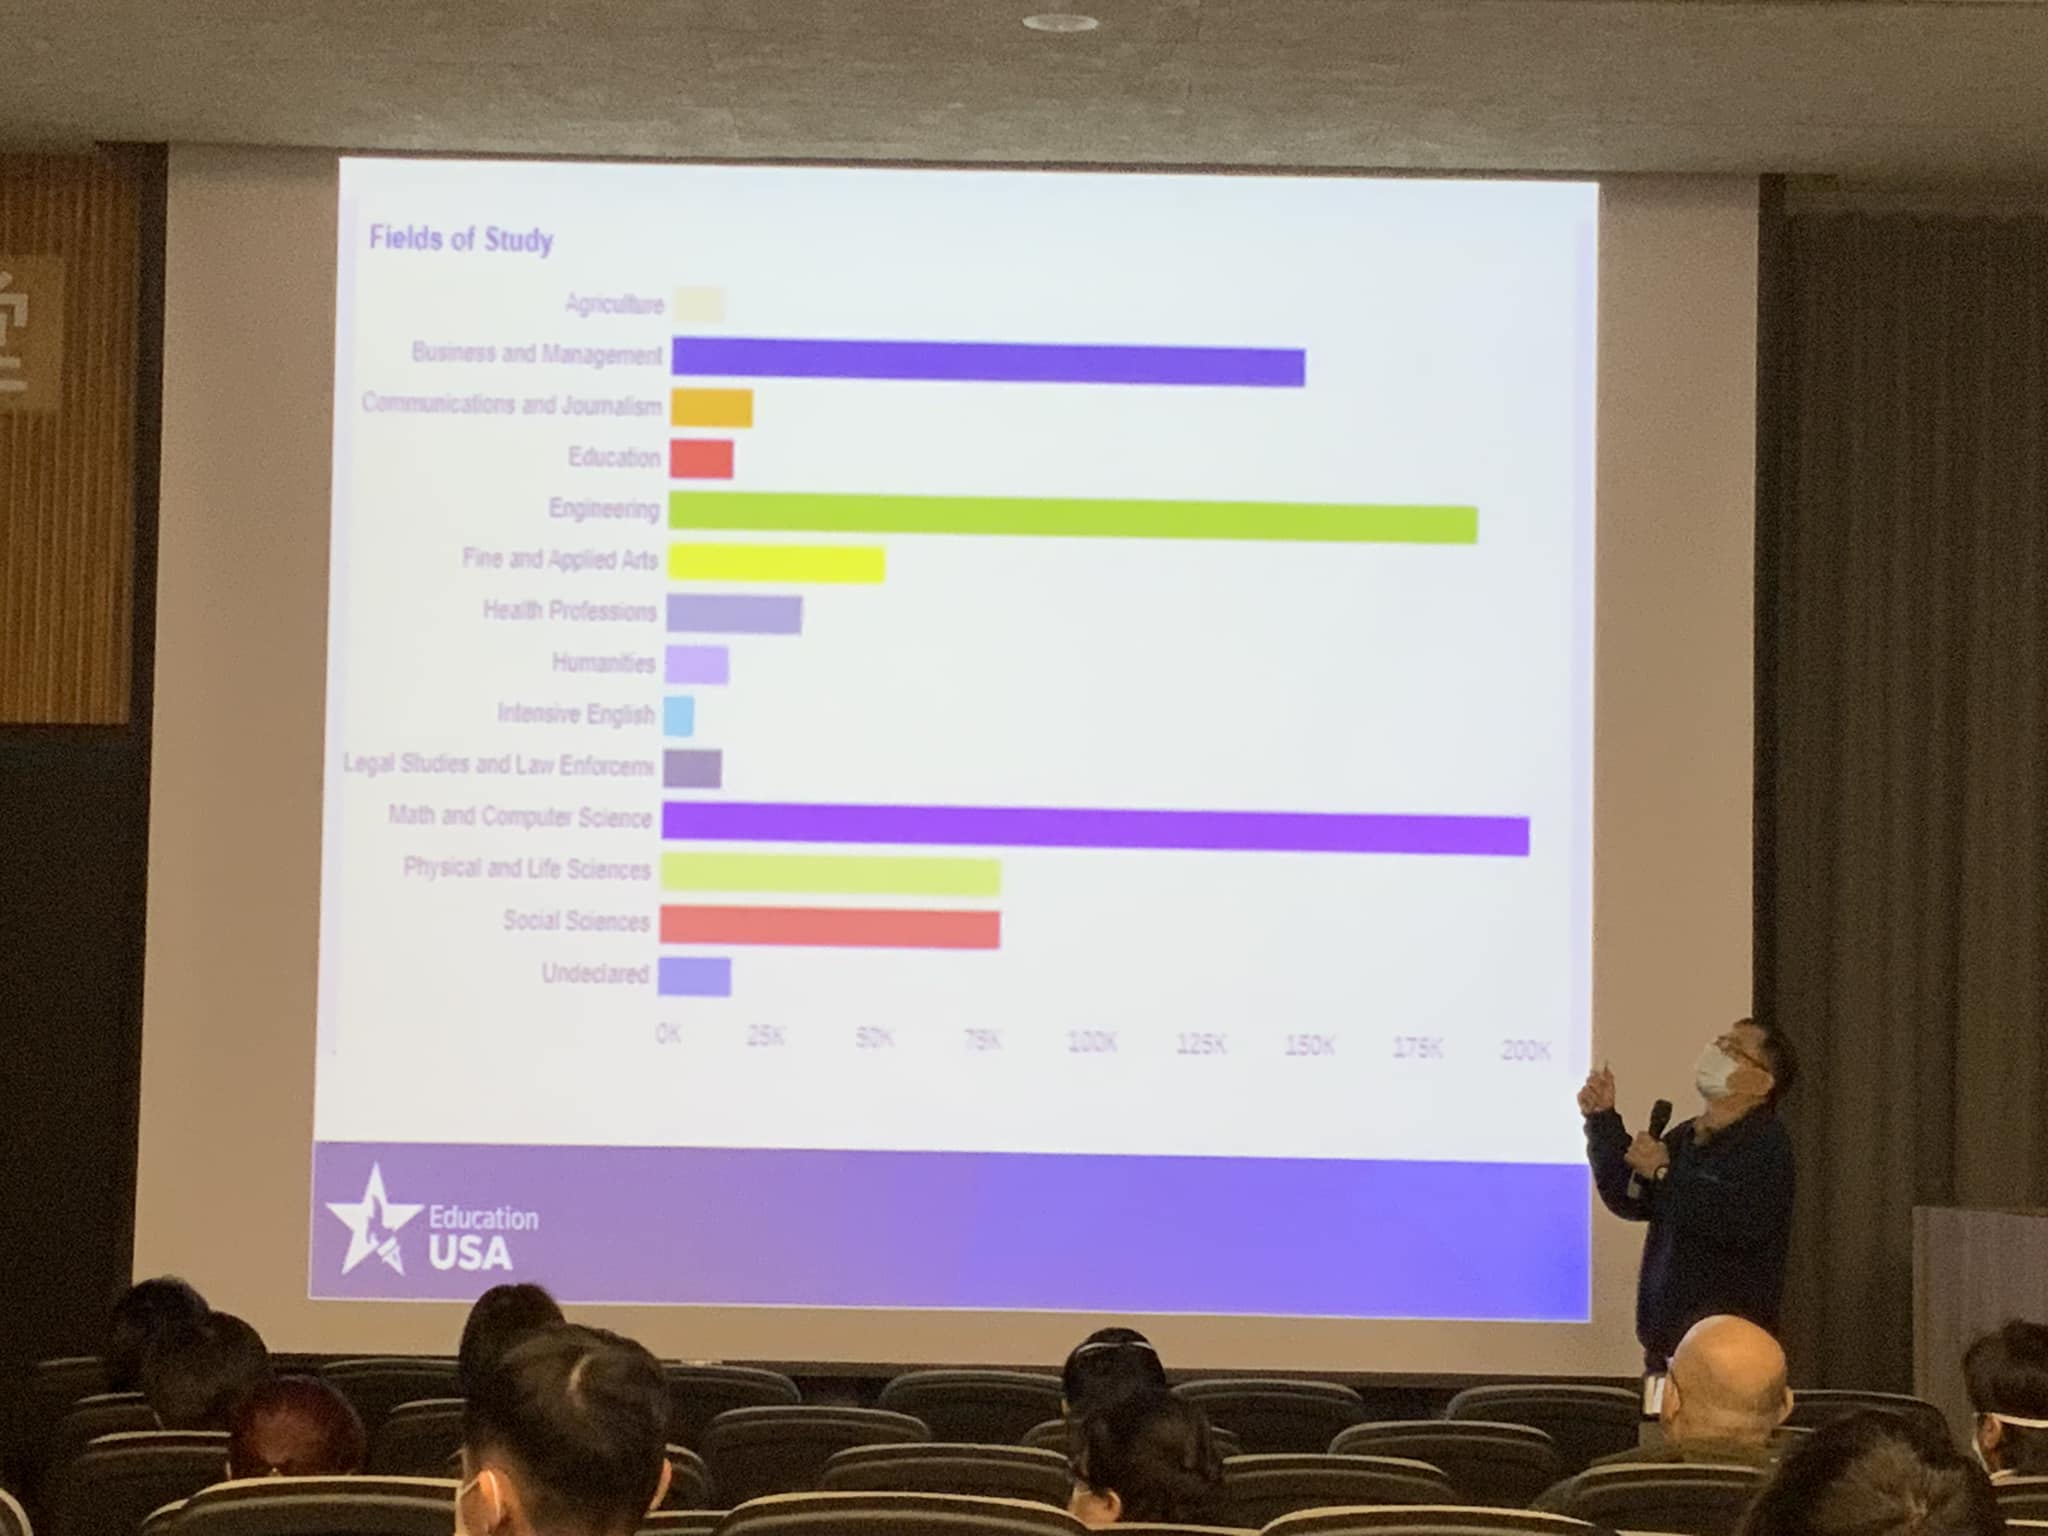 Fields of Study
Agriculture
Business and Management
Communications and Journalism
Education
Engineering
Fine and Applied Arts
Health Professions
Humanities
Intensive English
Legal Studies and Law Enforceme
Math and Computer Science
Physical and Life Sciences
Social Sciences
Undeclared
0K 25K 50K 75K 100K 125K 150K 175K 200K
Education
USA